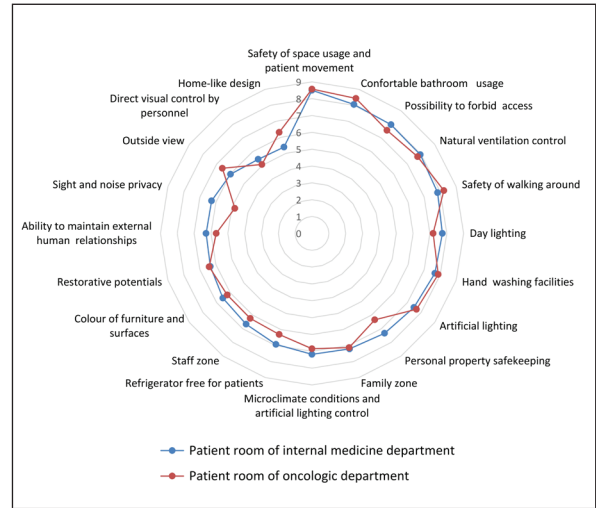 Safety of space usage and
patient movement
Home-like design
Confortable bathroom usage
Direct visual control by
personnel
Possibility to forbid access
Outside view
Natural ventilation control
Sight and noise privacy
Safety of walking around
Ability to maintain external
human relationships
Day lighting
Restorative potentials
Hand washing facilities
Colour of furniture and
surfaces
Artificial lighting
Staff zone
Personal property safekeeping
Refrigerator free for patients
Family zone
Microclimate conditions and
artificial lighting control
9
8
7
6
5
4
3
2
1
0
Patient room of internal medicine department
Patient room of oncologic department